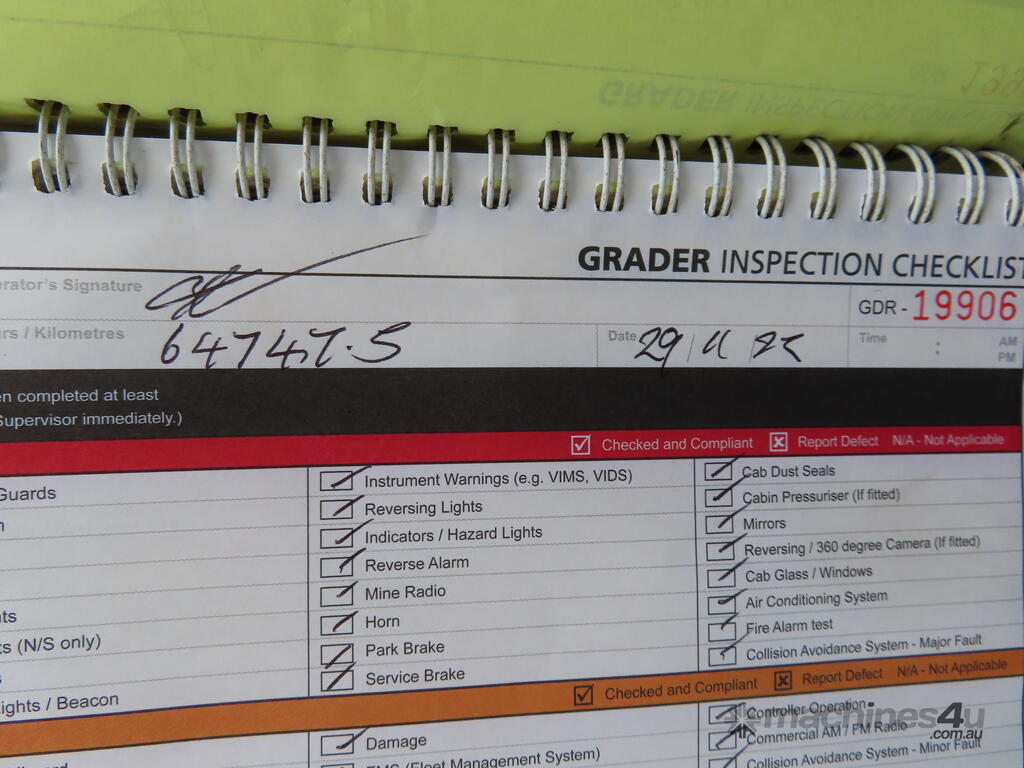 GRADER INSPECTION CHECKLIST
erator's Signature
GDR - 19906
rs / Kilometres 64747.5 Date 29/11/ Time : AM PM
en completed at least
Supervisor immediately.)
Checked and Compliant Report Defect N/A - Not Applicable
Guards Instrument Warnings (e.g. VIMS, VIDS) Cab Dust Seals
Reversing Lights Cabin Pressuriser (If fitted)
Indicators / Hazard Lights Mirrors
Reverse Alarm Reversing / 360 degree Camera (If fitted)
Mine Radio Cab Glass / Windows
nts Horn Air Conditioning System
s (N/S only) Park Brake Fire Alarm test
Service Brake Collision Avoidance System - Major Fault
ights / Beacon
Checked and Compliant Report Defect N/A - Not Applicable
Damage Controller Operation
FMS (Fleet Management System) Commercial AM / FM Radio
Collision Avoidance System - Minor Fault
machines4u
.com.au